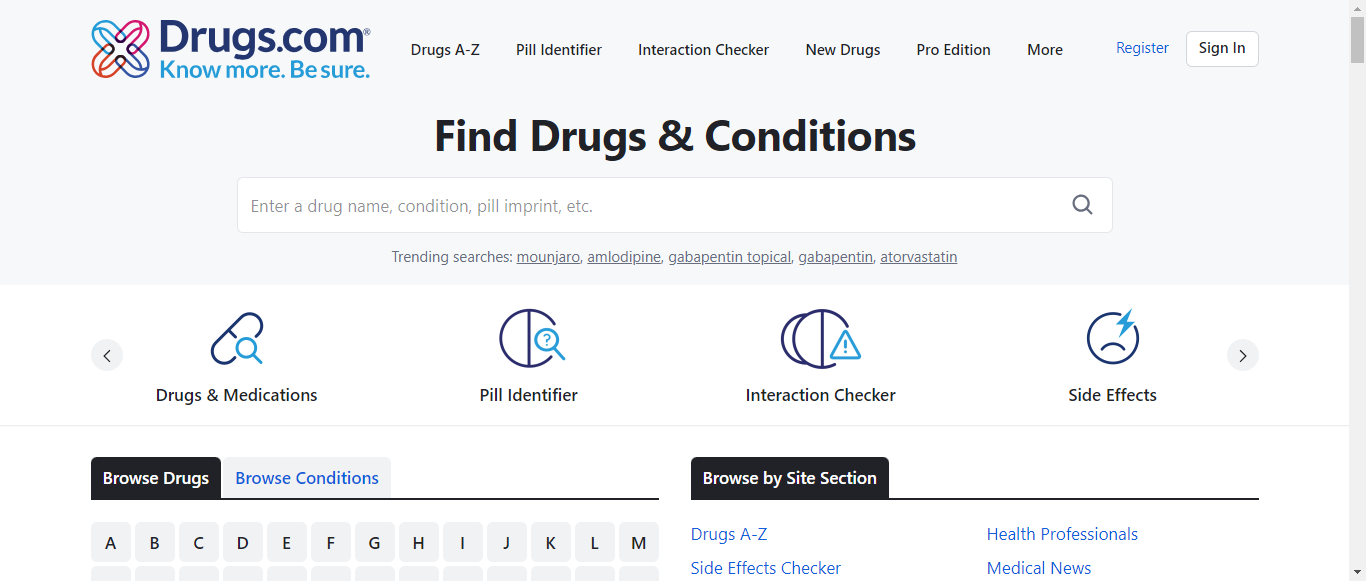 Drugs.com®
Know more. Be sure.
Drugs A-Z Pill Identifier Interaction Checker New Drugs Pro Edition More Register Sign In
Find Drugs & Conditions
Enter a drug name, condition, pill imprint, etc.
Trending searches: mounjaro, amlodipine, gabapentin topical, gabapentin, atorvastatin
Drugs & Medications Pill Identifier Interaction Checker Side Effects
Browse Drugs Browse Conditions
A B C D E F G H I J K L M
Browse by Site Section
Drugs A-Z Health Professionals
Side Effects Checker Medical News